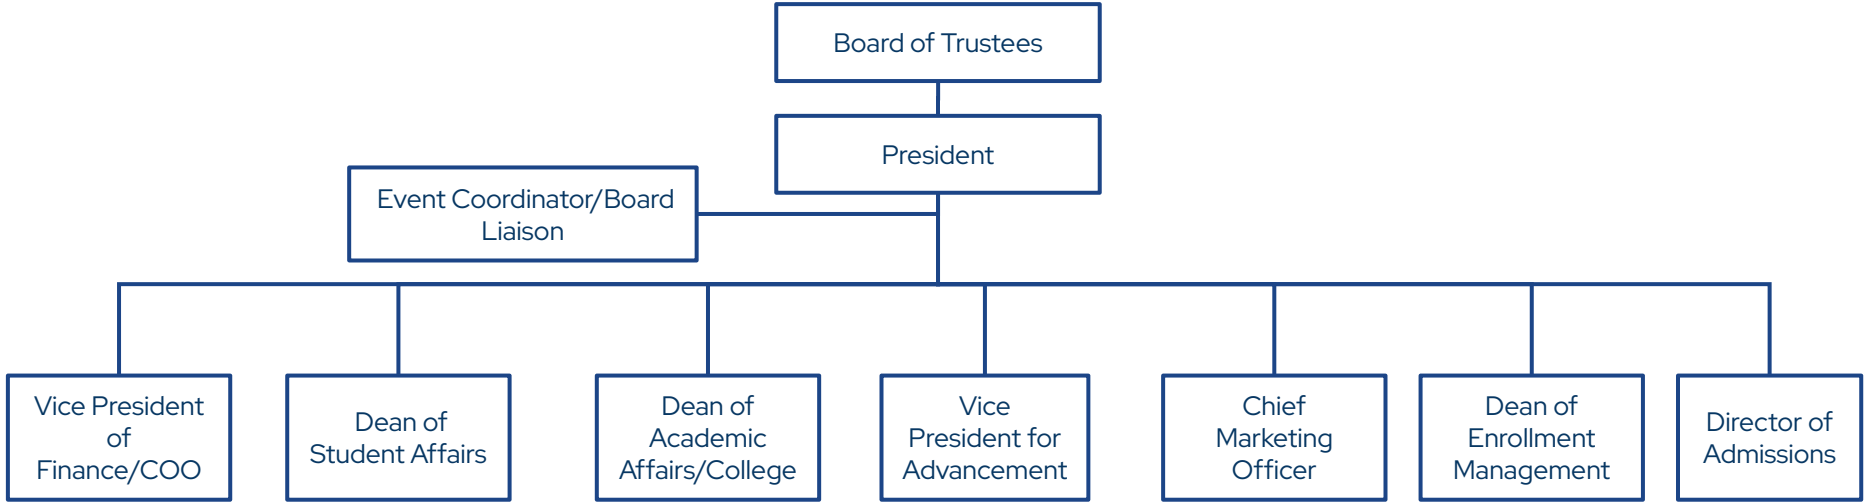 Board of Trustees
President
Event Coordinator/Board
Liaison
Vice President
of
Finance/COO
Dean of
Student Affairs
Dean of
Academic
Affairs/College
Vice
President for
Advancement
Chief
Marketing
Officer
Dean of
Enrollment
Management
Director of
Admissions